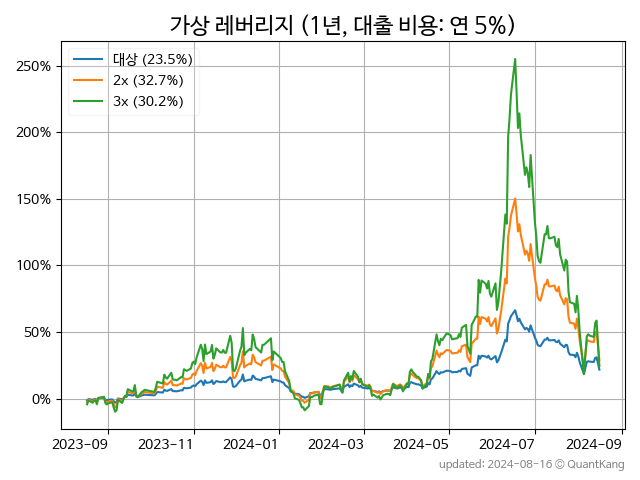 가상 레버리지 (1년, 대출 비용: 연 5%)
대상 (23.5%)
2x (32.7%)
3x (30.2%)
250%
200%
150%
100%
50%
0%
2023-09 2023-11 2024-01 2024-03 2024-05 2024-07 2024-09
updated: 2024-08-16 © QuantKang